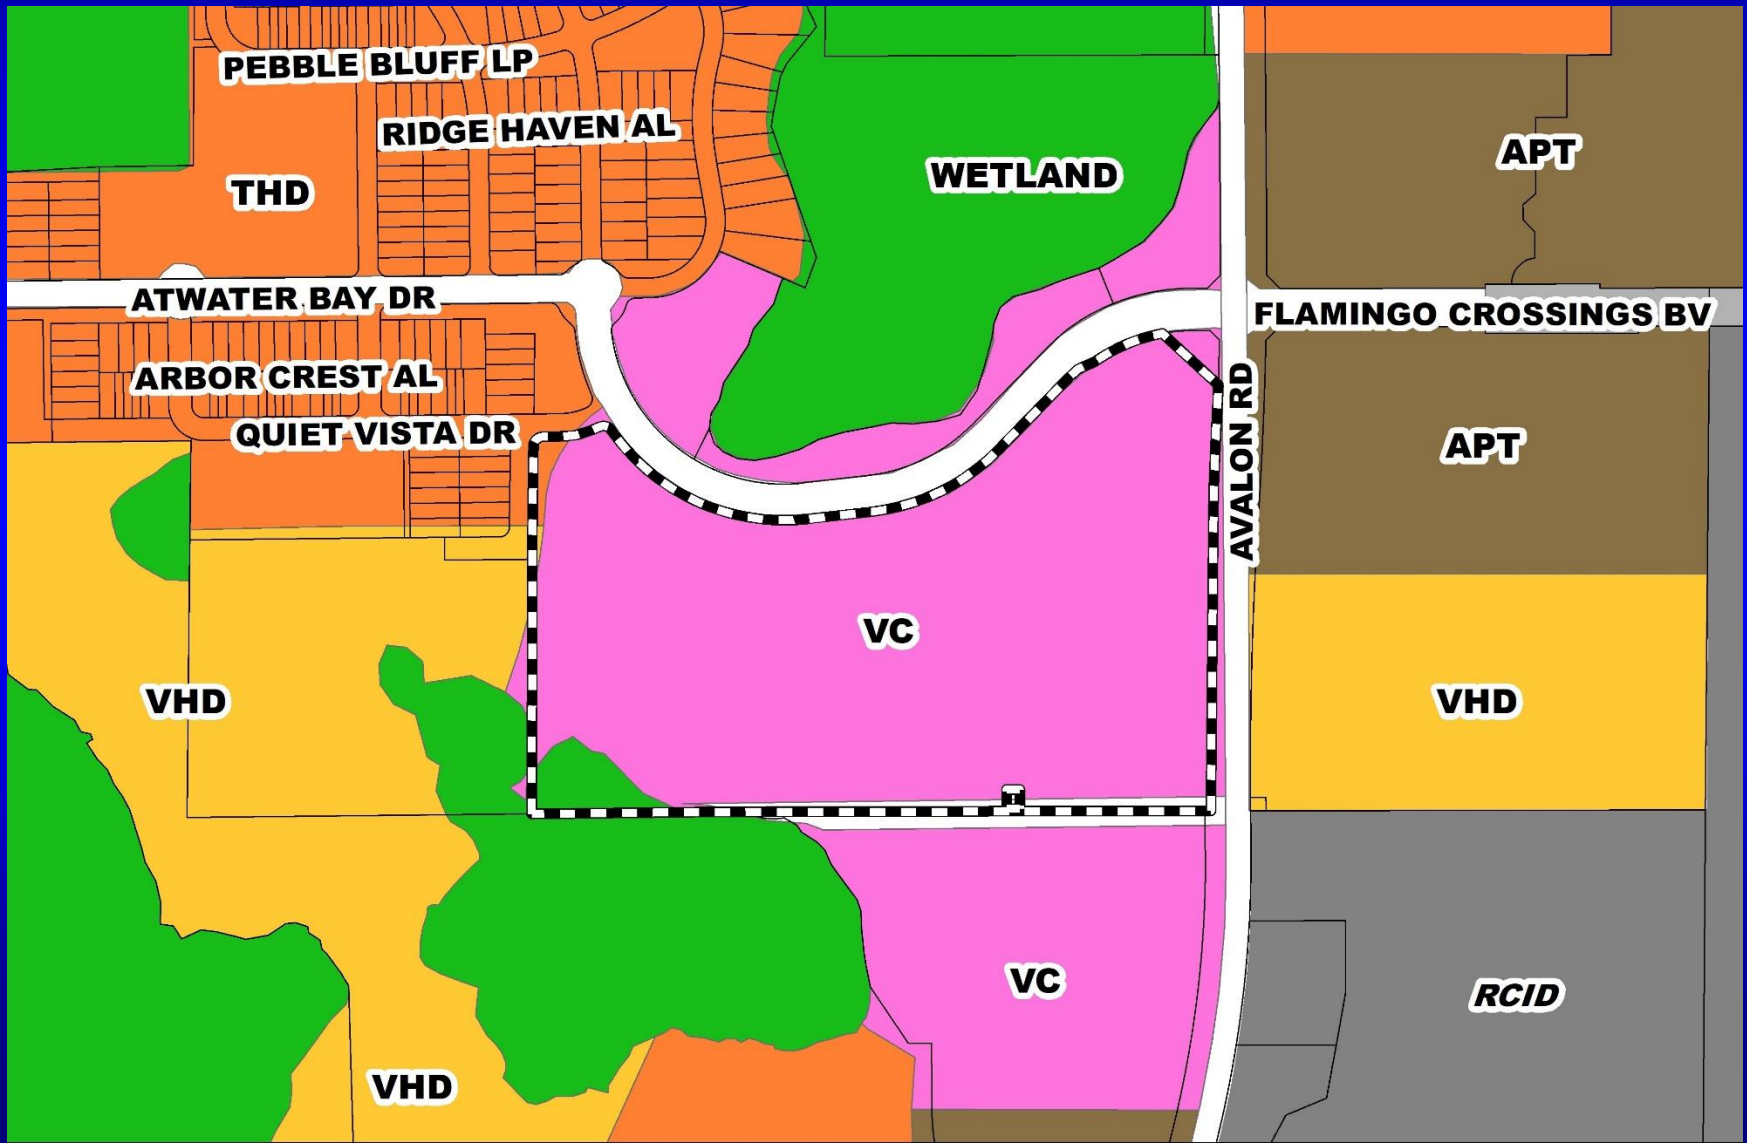 PEBBLE BLUFF LP
RIDGE HAVEN AL
THD
WETLAND
APT
ATWATER BAY DR
FLAMINGO CROSSINGS BV
ARBOR CREST AL
QUIET VISTA DR
AVALON RD
APT
VC
VHD
VHD
VC
RCID
VHD